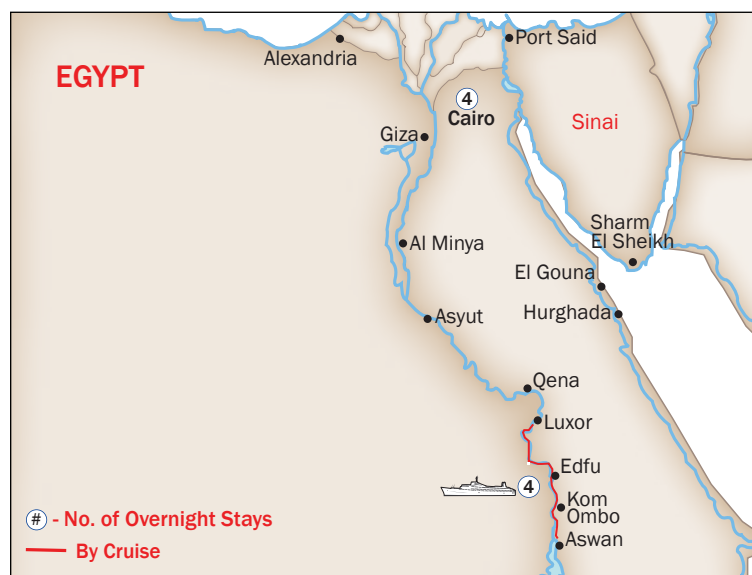 Alexandria
Port Said
EGYPT
4
Cairo
Sinai
Giza
Sharm
El Sheikh
Al Minya
El Gouna
Hurghada
Asyut
Qena
Luxor
Edfu
4
Kom
Ombo
Aswan
# - No. of Overnight Stays
By Cruise